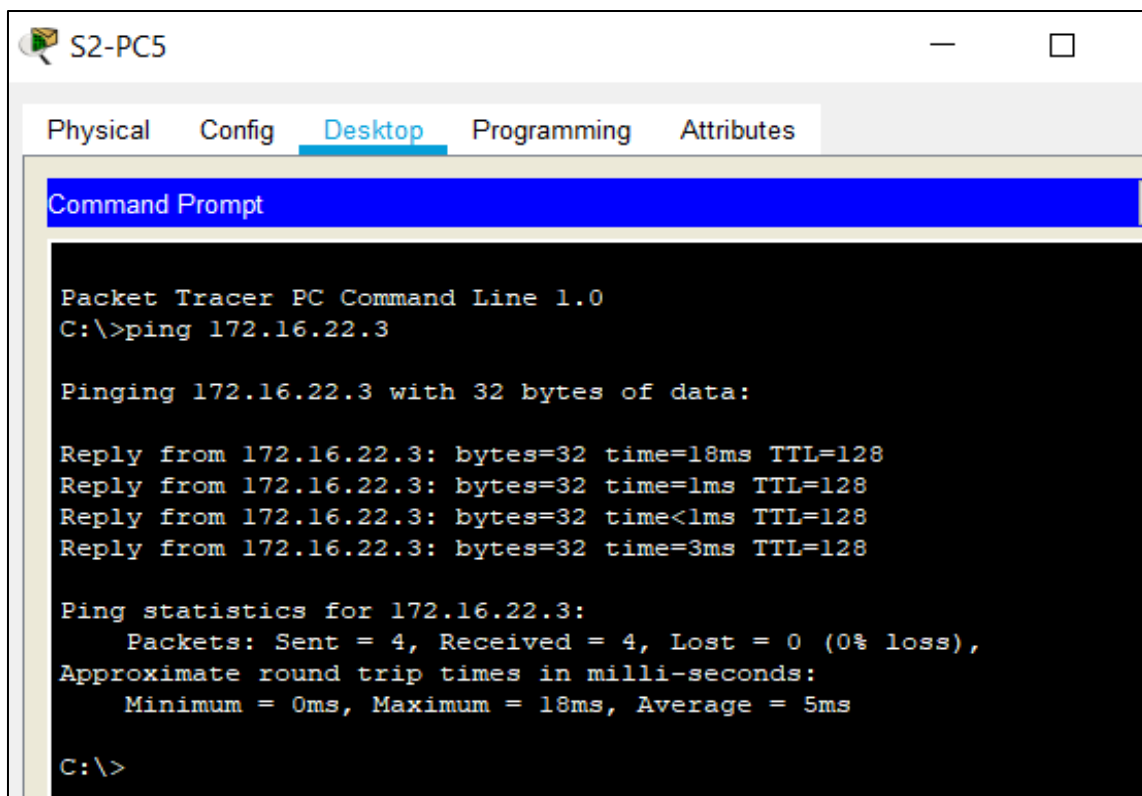 S2-PC5
Physical Config Desktop Programming Attributes
Command Prompt
Packet Tracer PC Command Line 1.0
C:\>ping 172.16.22.3
Pinging 172.16.22.3 with 32 bytes of data:
Reply from 172.16.22.3: bytes=32 time=18ms TTL=128
Reply from 172.16.22.3: bytes=32 time=1ms TTL=128
Reply from 172.16.22.3: bytes=32 time<1ms TTL=128
Reply from 172.16.22.3: bytes=32 time=3ms TTL=128
Ping statistics for 172.16.22.3:
Packets: Sent = 4, Received = 4, Lost = 0 (0% loss),
Approximate round trip times in milli-seconds:
Minimum = 0ms, Maximum = 18ms, Average = 5ms
C:\>